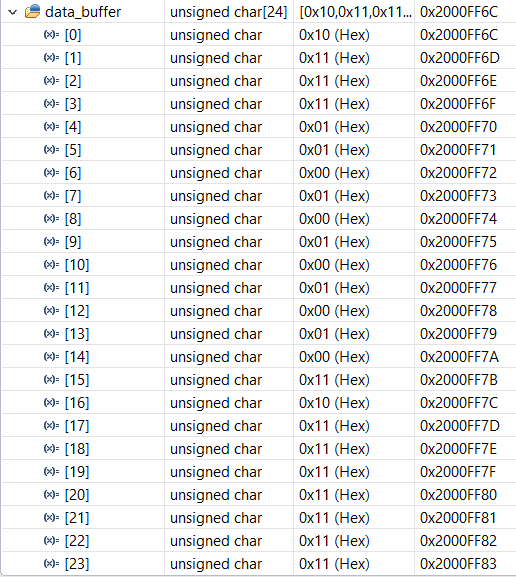 data_buffer unsigned char[24] [0x10,0x11,0x11... 0x2000FF6C
(x)= [0] unsigned char 0x10 (Hex) 0x2000FF6C
(x)= [1] unsigned char 0x11 (Hex) 0x2000FF6D
(x)= [2] unsigned char 0x11 (Hex) 0x2000FF6E
(x)= [3] unsigned char 0x11 (Hex) 0x2000FF6F
(x)= [4] unsigned char 0x01 (Hex) 0x2000FF70
(x)= [5] unsigned char 0x01 (Hex) 0x2000FF71
(x)= [6] unsigned char 0x00 (Hex) 0x2000FF72
(x)= [7] unsigned char 0x01 (Hex) 0x2000FF73
(x)= [8] unsigned char 0x00 (Hex) 0x2000FF74
(x)= [9] unsigned char 0x01 (Hex) 0x2000FF75
(x)= [10] unsigned char 0x00 (Hex) 0x2000FF76
(x)= [11] unsigned char 0x01 (Hex) 0x2000FF77
(x)= [12] unsigned char 0x00 (Hex) 0x2000FF78
(x)= [13] unsigned char 0x01 (Hex) 0x2000FF79
(x)= [14] unsigned char 0x00 (Hex) 0x2000FF7A
(x)= [15] unsigned char 0x11 (Hex) 0x2000FF7B
(x)= [16] unsigned char 0x10 (Hex) 0x2000FF7C
(x)= [17] unsigned char 0x11 (Hex) 0x2000FF7D
(x)= [18] unsigned char 0x11 (Hex) 0x2000FF7E
(x)= [19] unsigned char 0x11 (Hex) 0x2000FF7F
(x)= [20] unsigned char 0x11 (Hex) 0x2000FF80
(x)= [21] unsigned char 0x11 (Hex) 0x2000FF81
(x)= [22] unsigned char 0x11 (Hex) 0x2000FF82
(x)= [23] unsigned char 0x11 (Hex) 0x2000FF83